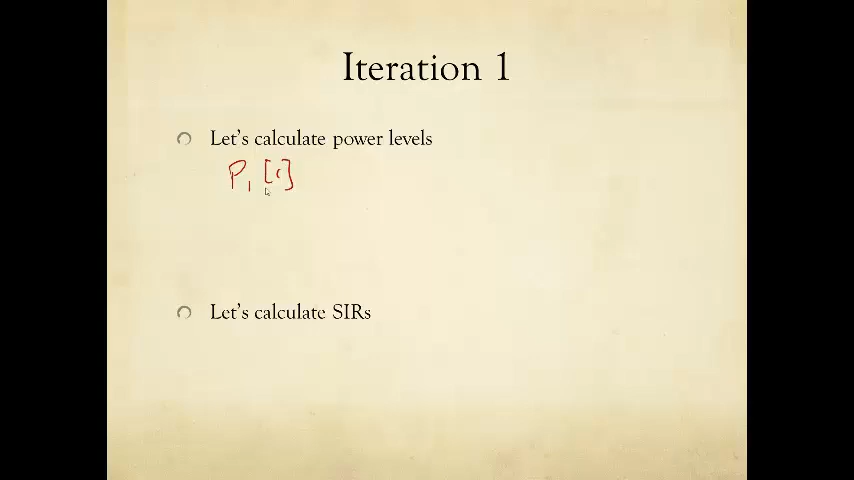 Iteration 1
Let's calculate power levels
P₁ [1]
Let's calculate SIRs